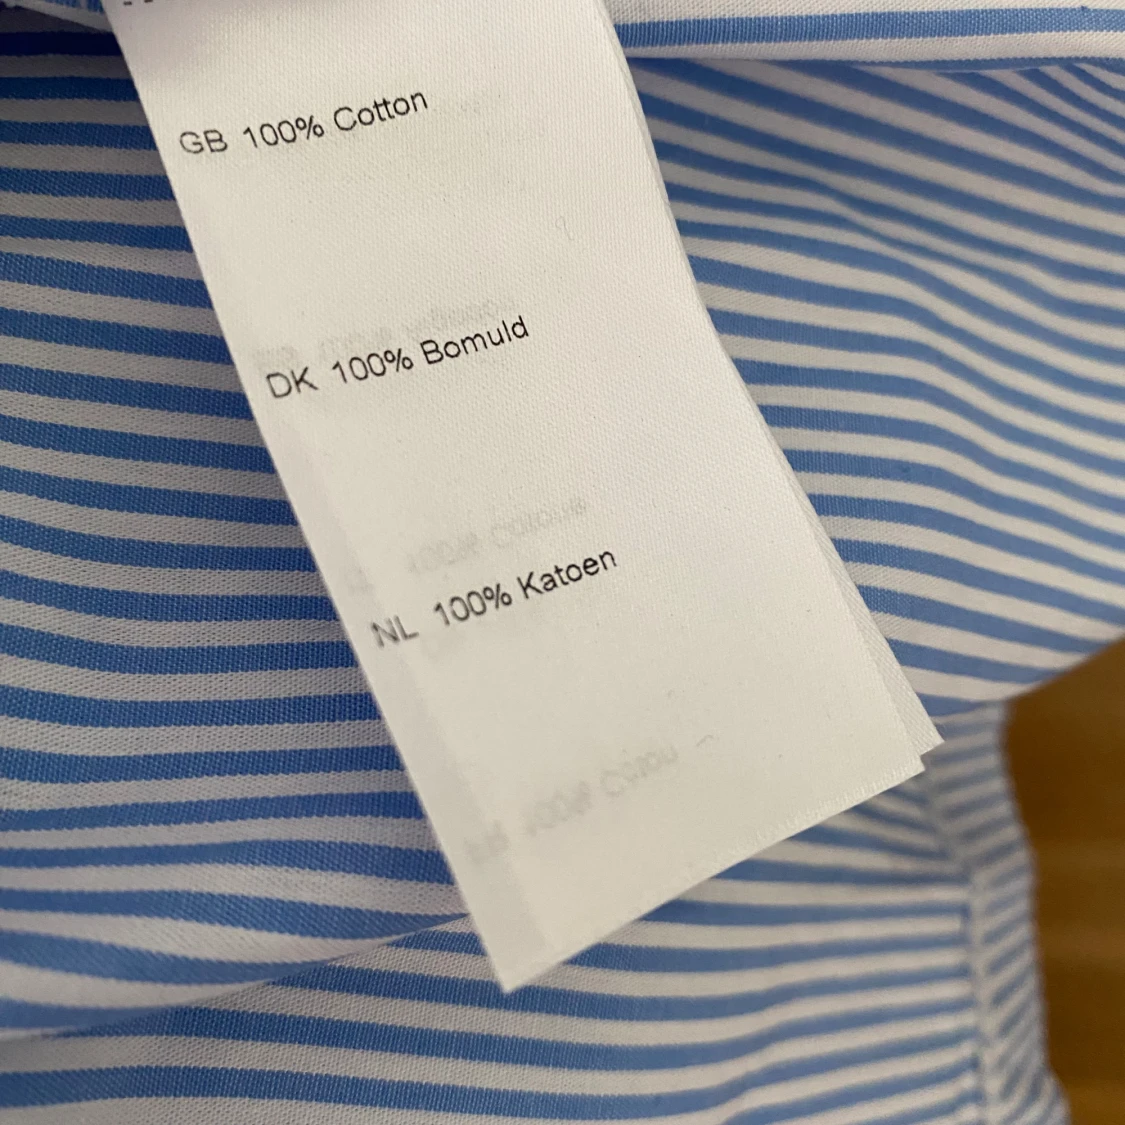 GB 100% Cotton
DK 100% Bomuld
NL 100% Katoen